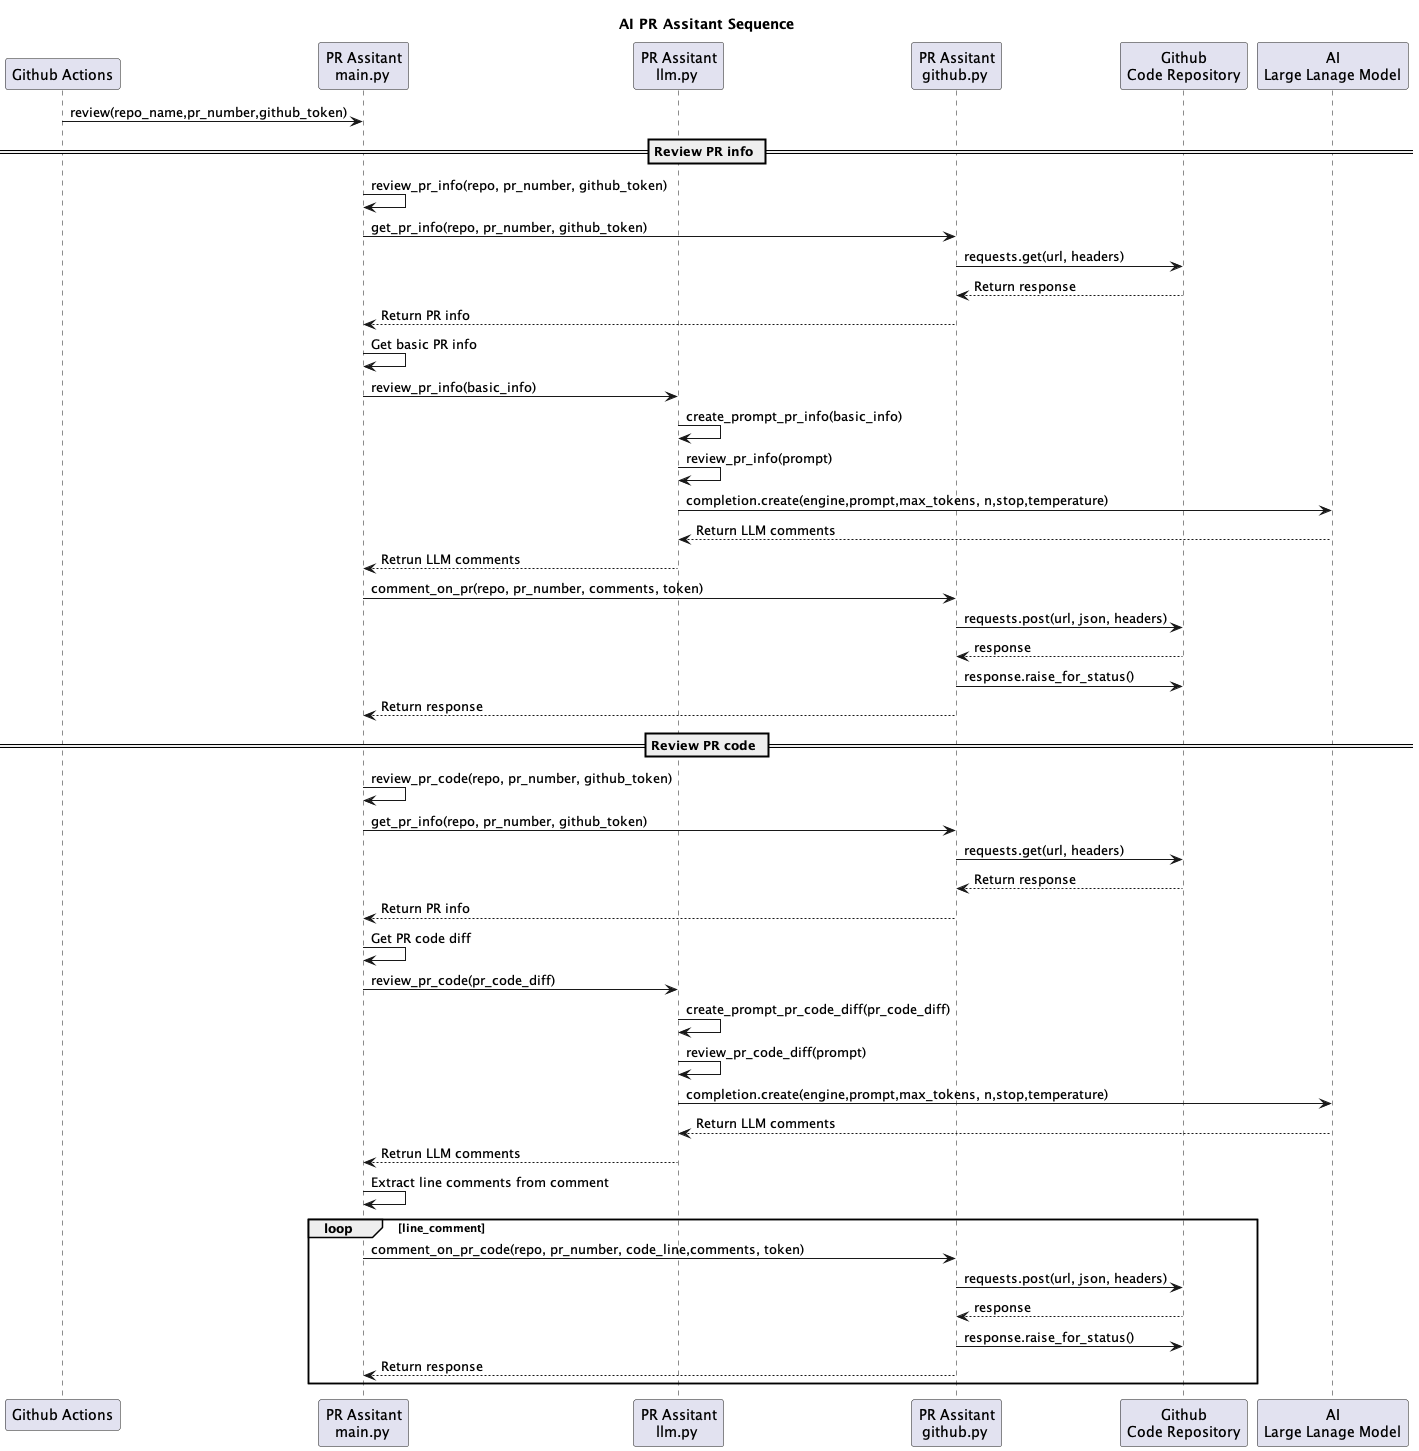 AI PR Assitant Sequence
Github Actions
PR Assitant
main.py
PR Assitant
llm.py
PR Assitant
github.py
Github
Code Repository
AI
Large Lanage Model
review(repo_name,pr_number,github_token)
Review PR info
review_pr_info(repo, pr_number, github_token)
get_pr_info(repo, pr_number, github_token)
requests.get(url, headers)
Return response
Return PR info
Get basic PR info
review_pr_info(basic_info)
create_prompt_pr_info(basic_info)
review_pr_info(prompt)
completion.create(engine,prompt,max_tokens, n,stop,temperature)
Return LLM comments
Retrun LLM comments
comment_on_pr(repo, pr_number, comments, token)
requests.post(url, json, headers)
response
response.raise_for_status()
Return response
Review PR code
review_pr_code(repo, pr_number, github_token)
get_pr_info(repo, pr_number, github_token)
requests.get(url, headers)
Return response
Return PR info
Get PR code diff
review_pr_code(pr_code_diff)
create_prompt_pr_code_diff(pr_code_diff)
review_pr_code_diff(prompt)
completion.create(engine,prompt,max_tokens, n,stop,temperature)
Return LLM comments
Retrun LLM comments
Extract line comments from comment
loop [line_comment]
comment_on_pr_code(repo, pr_number, code_line,comments, token)
requests.post(url, json, headers)
response
response.raise_for_status()
Return response
Github Actions
PR Assitant
main.py
PR Assitant
llm.py
PR Assitant
github.py
Github
Code Repository
AI
Large Lanage Model